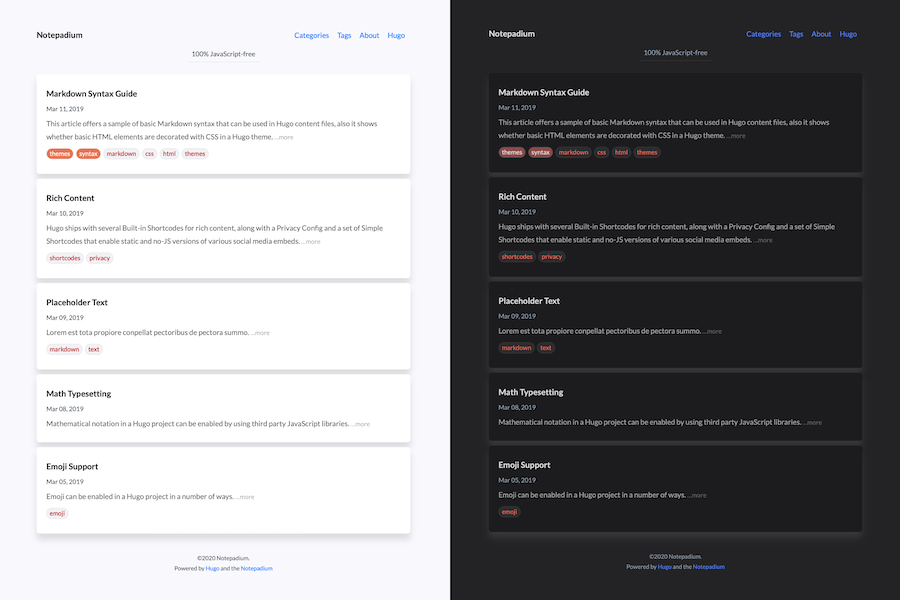 Notepadium
Categories Tags About Hugo
100% JavaScript-free
Markdown Syntax Guide
Mar 11, 2019
This article offers a sample of basic Markdown syntax that can be used in Hugo content files, also it shows
whether basic HTML elements are decorated with CSS in a Hugo theme. ...more
themes syntax markdown css html themes
Rich Content
Mar 10, 2019
Hugo ships with several Built-in Shortcodes for rich content, along with a Privacy Config and a set of Simple
Shortcodes that enable static and no-JS versions of various social media embeds. ...more
shortcodes privacy
Placeholder Text
Mar 09, 2019
Lorem est tota propiore conpellat pectoribus de pectora summo. ...more
markdown text
Math Typesetting
Mar 08, 2019
Mathematical notation in a Hugo project can be enabled by using third party JavaScript libraries. ...more
Emoji Support
Mar 05, 2019
Emoji can be enabled in a Hugo project in a number of ways. ...more
emoji
©2020 Notepadium.
Powered by Hugo and the Notepadium
Notepadium
Categories Tags About Hugo
100% JavaScript-free
Markdown Syntax Guide
Mar 11, 2019
This article offers a sample of basic Markdown syntax that can be used in Hugo content files, also it shows
whether basic HTML elements are decorated with CSS in a Hugo theme. ...more
themes syntax markdown css html themes
Rich Content
Mar 10, 2019
Hugo ships with several Built-in Shortcodes for rich content, along with a Privacy Config and a set of Simple
Shortcodes that enable static and no-JS versions of various social media embeds. ...more
shortcodes privacy
Placeholder Text
Mar 09, 2019
Lorem est tota propiore conpellat pectoribus de pectora summo. ...more
markdown text
Math Typesetting
Mar 08, 2019
Mathematical notation in a Hugo project can be enabled by using third party JavaScript libraries. ...more
Emoji Support
Mar 05, 2019
Emoji can be enabled in a Hugo project in a number of ways. ...more
emoji
©2020 Notepadium.
Powered by Hugo and the Notepadium